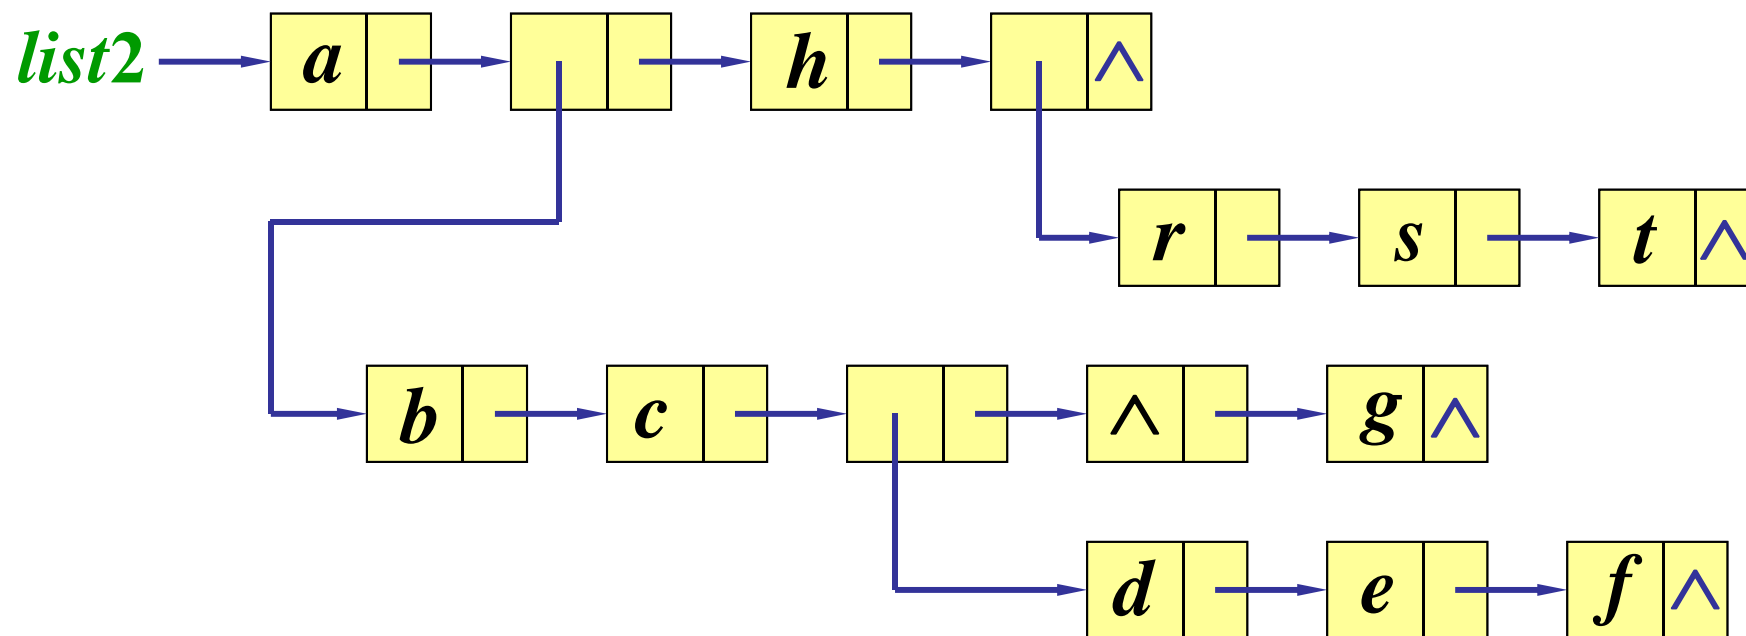 list2 a h ^
r s t ^
b c ^ g ^
d e f ^